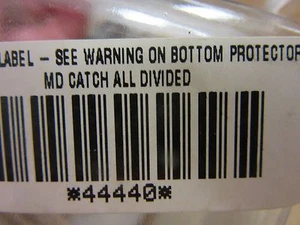 LABEL - SEE WARNING ON BOTTOM PROTECTOR
MD CATCH ALL DIVIDED
*44440*